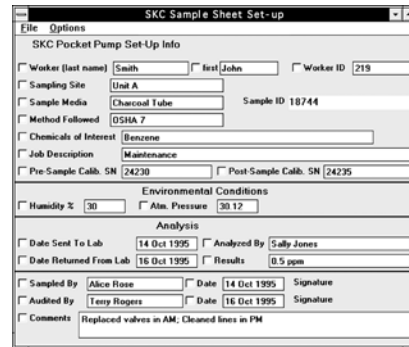 SKC Sample Sheet Set-up
File Options
SKC Pocket Pump Set-Up Info
Worker (last name) Smith first John Worker ID 219
Sampling Site Unit A
Sample Media Charcoal Tube Sample ID 18744
Method Followed OSHA 7
Chemicals of Interest Benzene
Job Description Maintenance
Pre-Sample Calib. SN 24230 Post-Sample Calib. SN 24235
Environmental Conditions
Humidity % 30 Atm. Pressure 30.12
Analysis
Date Sent To Lab 14 Oct 1995 Analyzed By Sally Jones
Date Returned From Lab 16 Oct 1995 Results 0.5 ppm
Sampled By Alice Rose Date 14 Oct 1995 Signature
Audited By Terry Rogers Date 16 Oct 1995 Signature
Comments Replaced valves in AM; Cleaned lines in PM